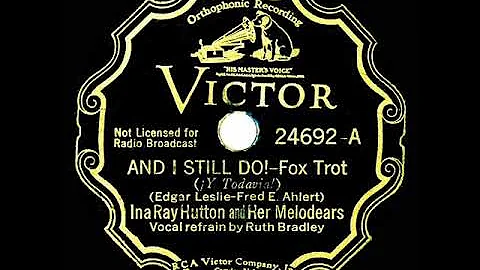 Orthophonic Recording
"HIS MASTER'S VOICE"
VICTOR
Not Licensed for
Radio Broadcast
24692-A
AND I STILL DO!-Fox Trot
(¡Y Todavia!)
(Edgar Leslie-Fred E. Ahlert)
Ina Ray Hutton and Her Melodears
Vocal refrain by Ruth Bradley
RCA Victor Company, I